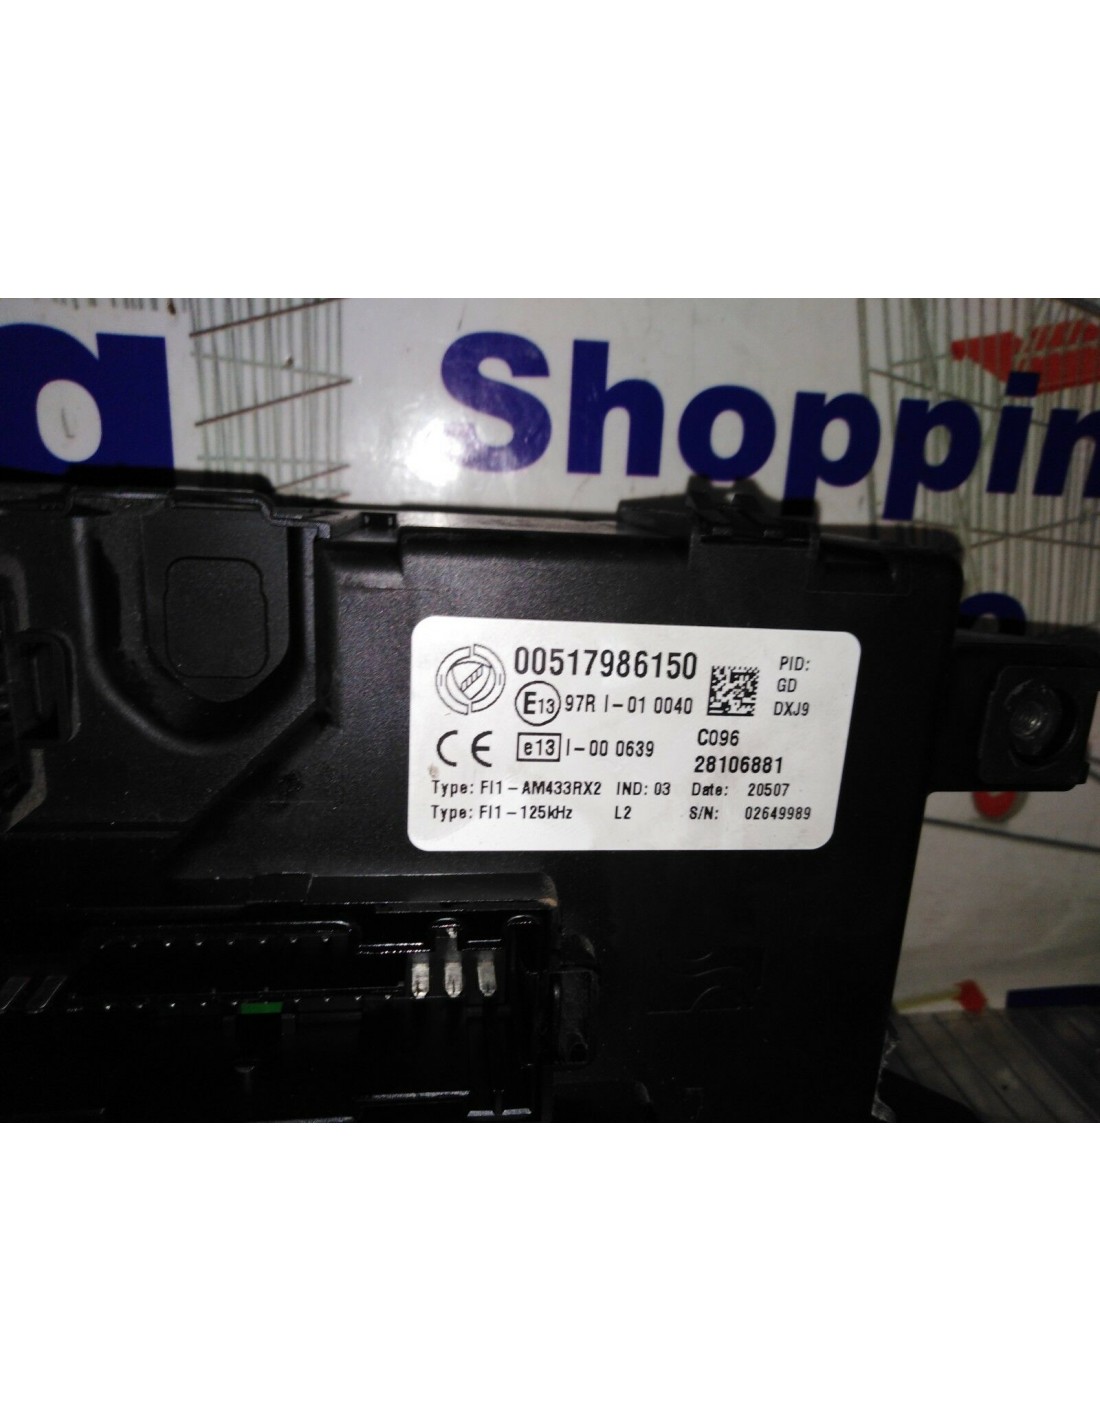 a Shoppin
00517986150
PID:
GD
DXJ9
E13 97R I-01 0040
CE e13 I-00 0639
C096
28106881
Type: FI1-AM433RX2 IND: 03 Date: 20507
Type: FI1-125kHz L2 S/N: 02649989